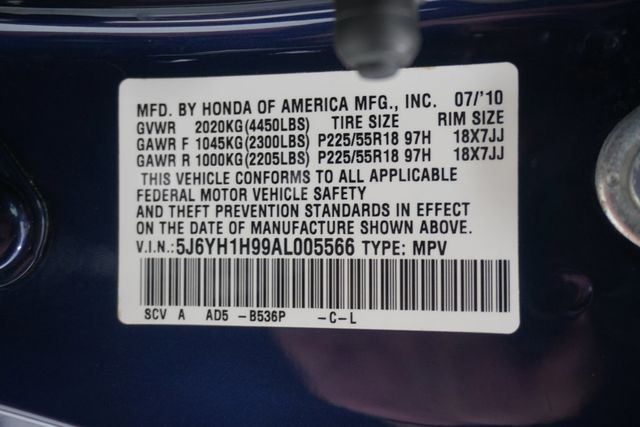 MFD. BY HONDA OF AMERICA MFG., INC. 07/'10
GVWR 2020KG(4450LBS) TIRE SIZE RIM SIZE
GAWR F 1045KG(2300LBS) P225/55R18 97H 18X7JJ
GAWR R 1000KG(2205LBS) P225/55R18 97H 18X7JJ
THIS VEHICLE CONFORMS TO ALL APPLICABLE
FEDERAL MOTOR VEHICLE SAFETY
AND THEFT PREVENTION STANDARDS IN EFFECT
ON THE DATE OF MANUFACTURE SHOWN ABOVE.
V.I.N.:5J6YH1H99AL005566 TYPE: MPV
SCV A AD5 -B536P -C-L